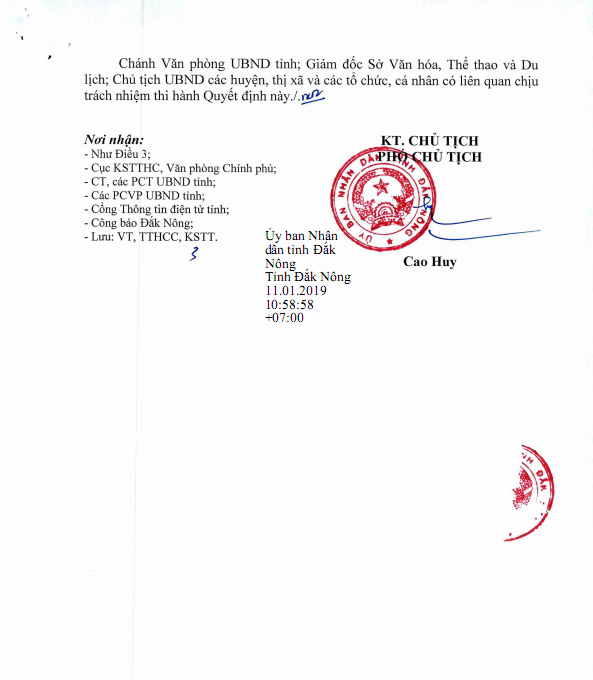 Chánh Văn phòng UBND tỉnh; Giám đốc Sở Văn hóa, Thể thao và Du
lịch; Chủ tịch UBND các huyện, thị xã và các tổ chức, cá nhân có liên quan chịu
trách nhiệm thi hành Quyết định này./.
Nơi nhận:
- Như Điều 3;
- Cục KSTTHC, Văn phòng Chính phủ;
- CT, các PCT UBND tỉnh;
- Các PCVP UBND tỉnh;
- Cổng Thông tin điện tử tỉnh;
- Công báo Đắk Nông;
- Lưu: VT, TTHCC, KSTT.
3
KT. CHỦ TỊCH
PHÓ CHỦ TỊCH
ỦY BAN NHÂN DÂN TỈNH ĐẮK NÔNG
Cao Huy
Ủy ban Nhân
dân tỉnh Đắk
Nông
Tỉnh Đắk Nông
11.01.2019
10:58:58
+07:00
NH ĐẮK